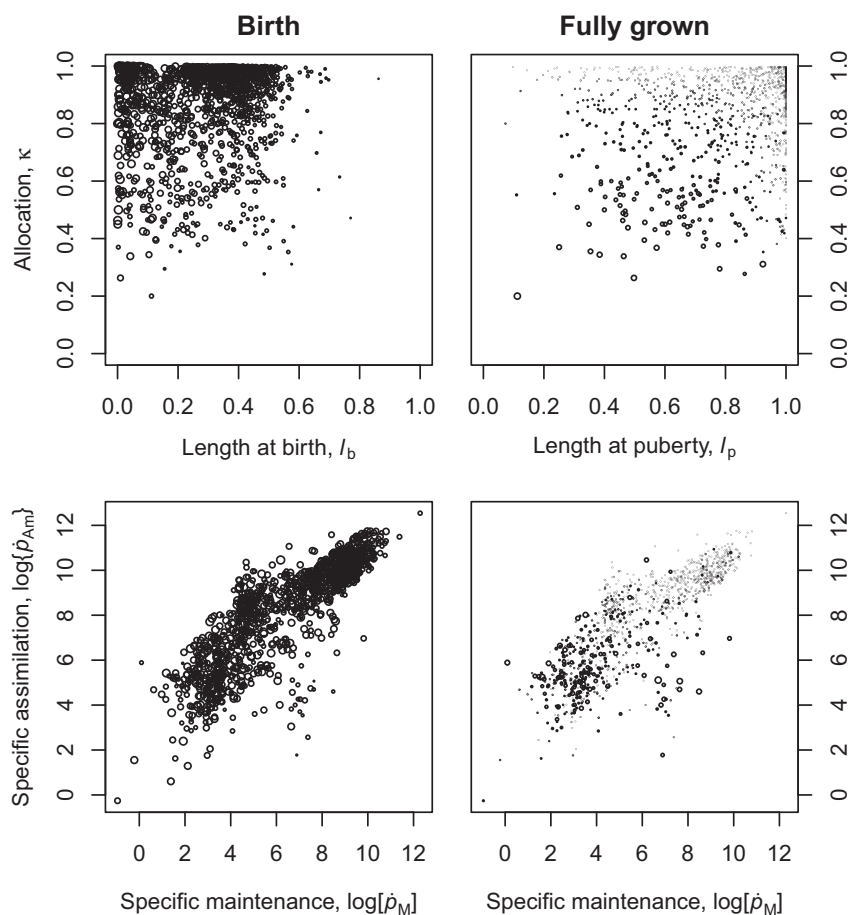 Birth
Fully grown
Allocation, κ
0.0 0.2 0.4 0.6 0.8 1.0
0.0 0.2 0.4 0.6 0.8 1.0
0.0 0.2 0.4 0.6 0.8 1.0
0.0 0.2 0.4 0.6 0.8 1.0
Length at birth, l_b
Length at puberty, l_p
Specific assimilation, log{ṗ_Am}
0 2 4 6 8 10 12
0 2 4 6 8 10 12
0 2 4 6 8 10 12
0 2 4 6 8 10 12
Specific maintenance, log[ṗ_M]
Specific maintenance, log[ṗ_M]